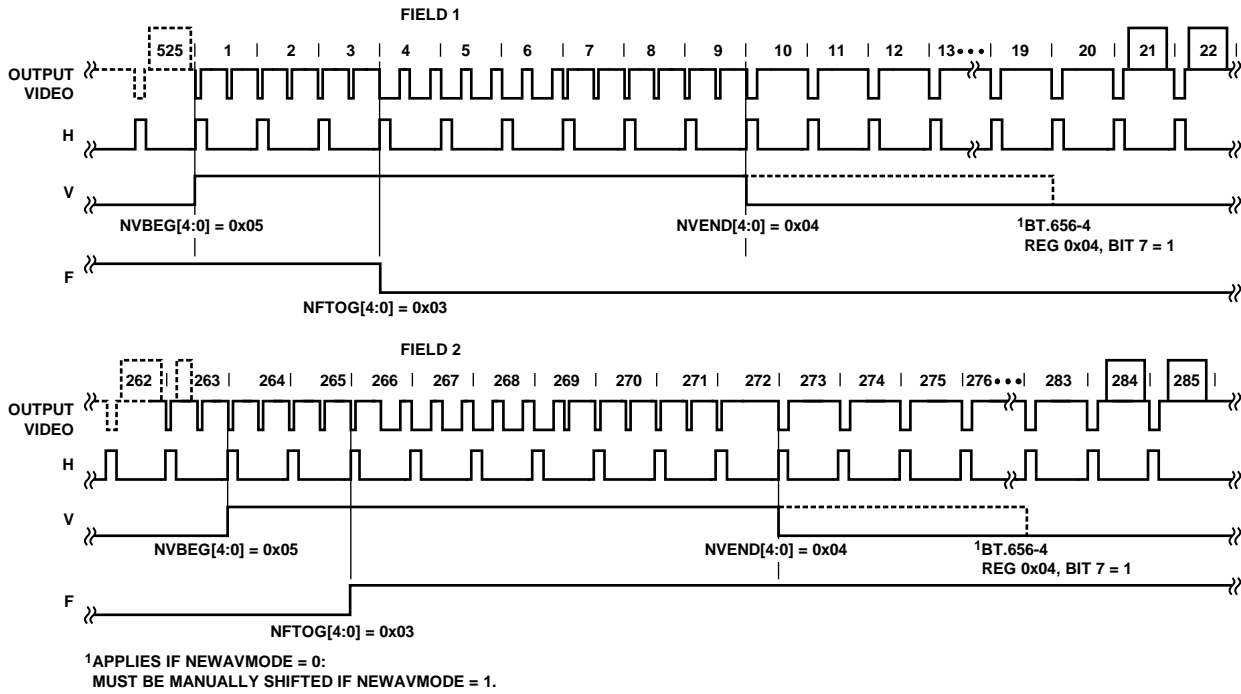 FIELD 1
525 1 2 3 4 5 6 7 8 9 10 11 12 13 19 20 21 22
OUTPUT
VIDEO
H
V
NVBEG[4:0] = 0x05
NVEND[4:0] = 0x04
1BT.656-4
REG 0x04, BIT 7 = 1
F
NFTOG[4:0] = 0x03
FIELD 2
262 263 264 265 266 267 268 269 270 271 272 273 274 275 276 283 284 285
OUTPUT
VIDEO
H
V
NVBEG[4:0] = 0x05
NVEND[4:0] = 0x04
1BT.656-4
REG 0x04, BIT 7 = 1
F
NFTOG[4:0] = 0x03
1APPLIES IF NEWAVMODE = 0:
MUST BE MANUALLY SHIFTED IF NEWAVMODE = 1.